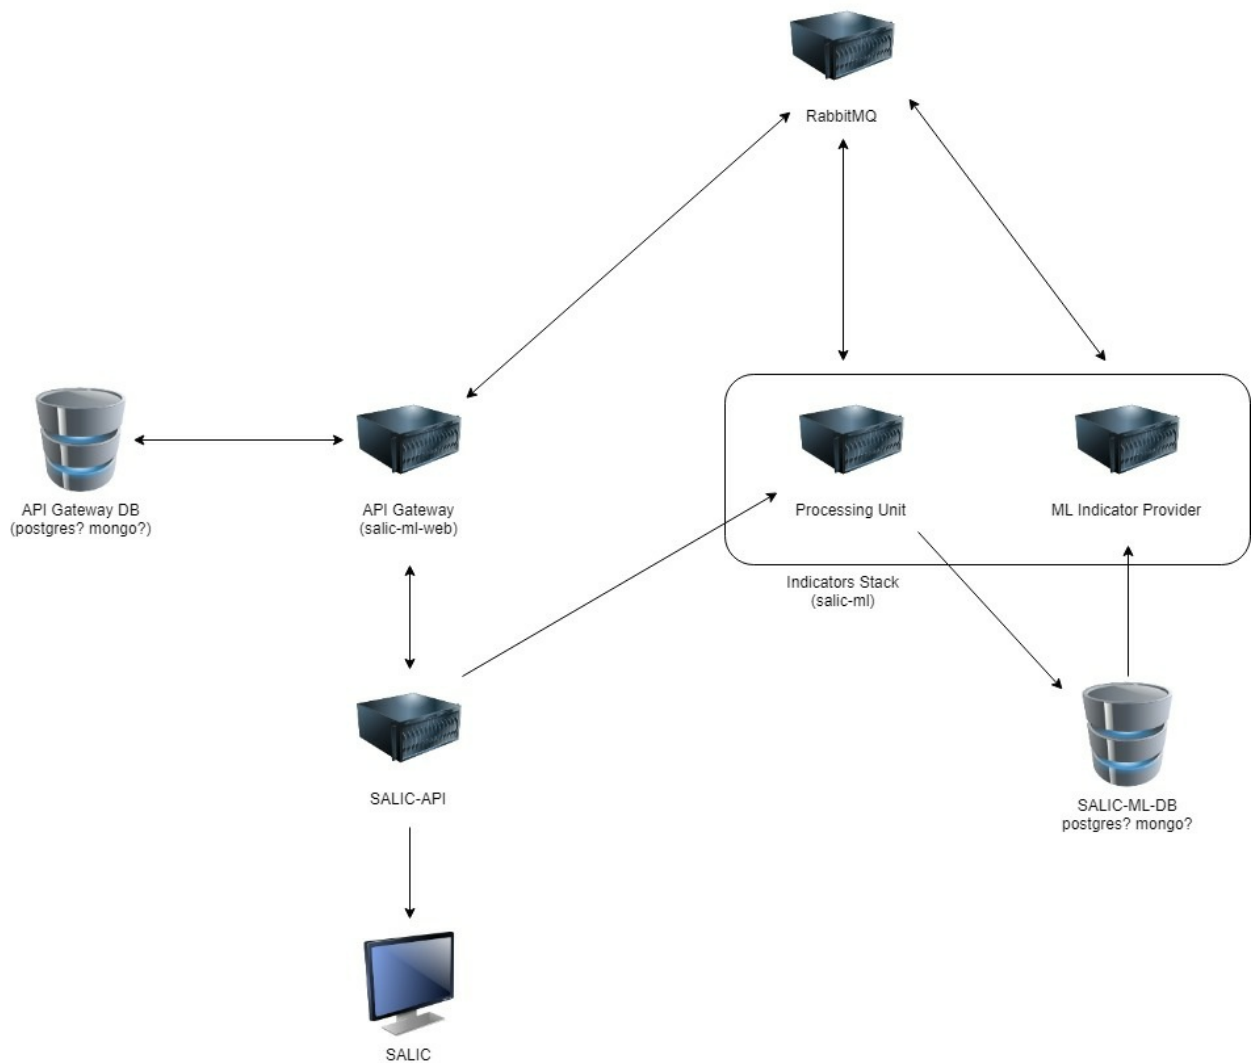 RabbitMQ
API Gateway DB
(postgres? mongo?)
API Gateway
(salic-ml-web)
Processing Unit
ML Indicator Provider
Indicators Stack
(salic-ml)
SALIC-API
SALIC-ML-DB
postgres? mongo?
SALIC